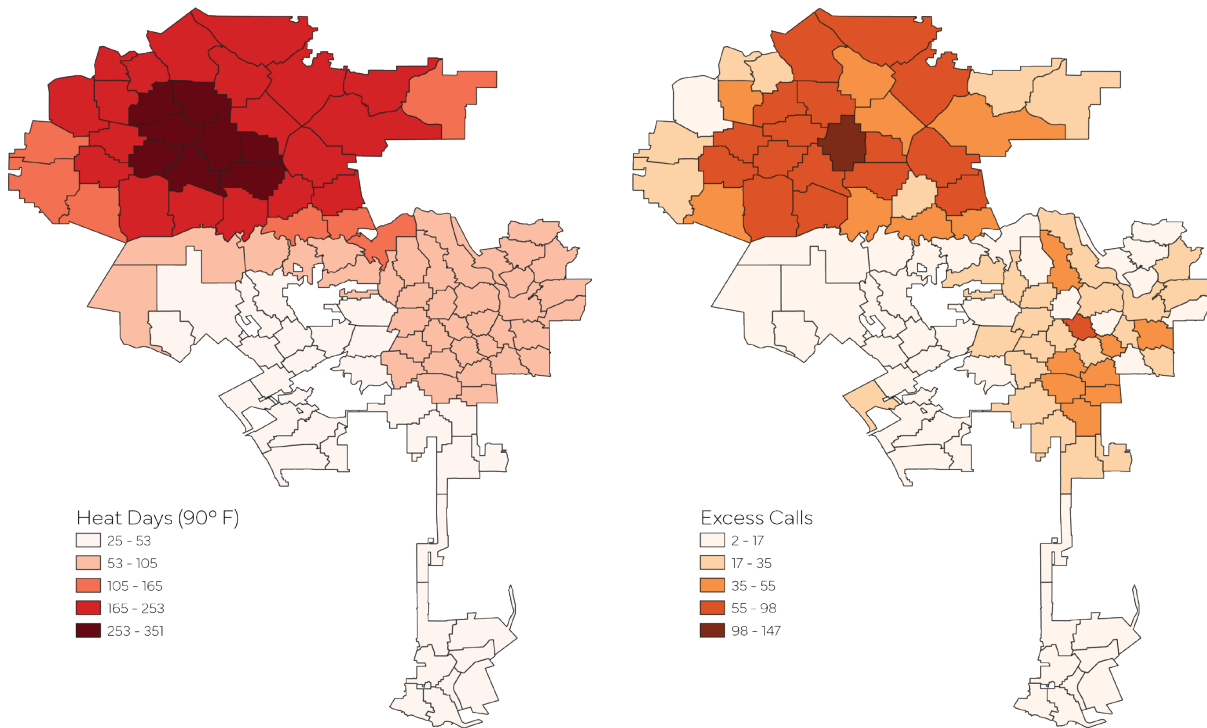 Heat Days (90° F)
25 - 53
53 - 105
105 - 165
165 - 253
253 - 351
Excess Calls
2 - 17
17 - 35
35 - 55
55 - 98
98 - 147